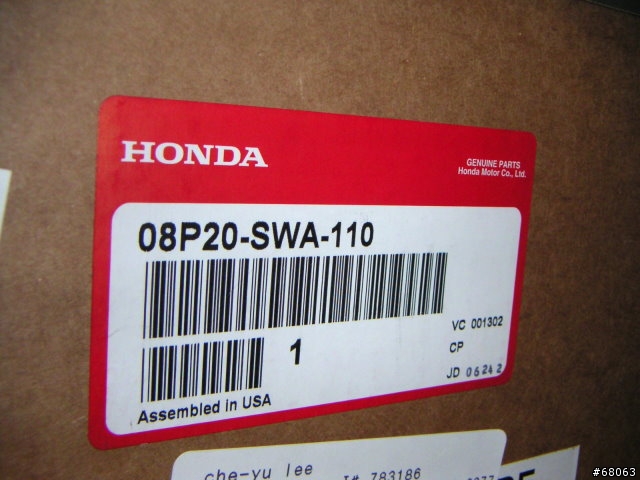 HONDA
GENUINE PARTS
Honda Motor Co., Ltd.
08P20-SWA-110
1
VC 001302
CP
JD 06242
Assembled in USA
che-yu lee
I# 783186
#68063